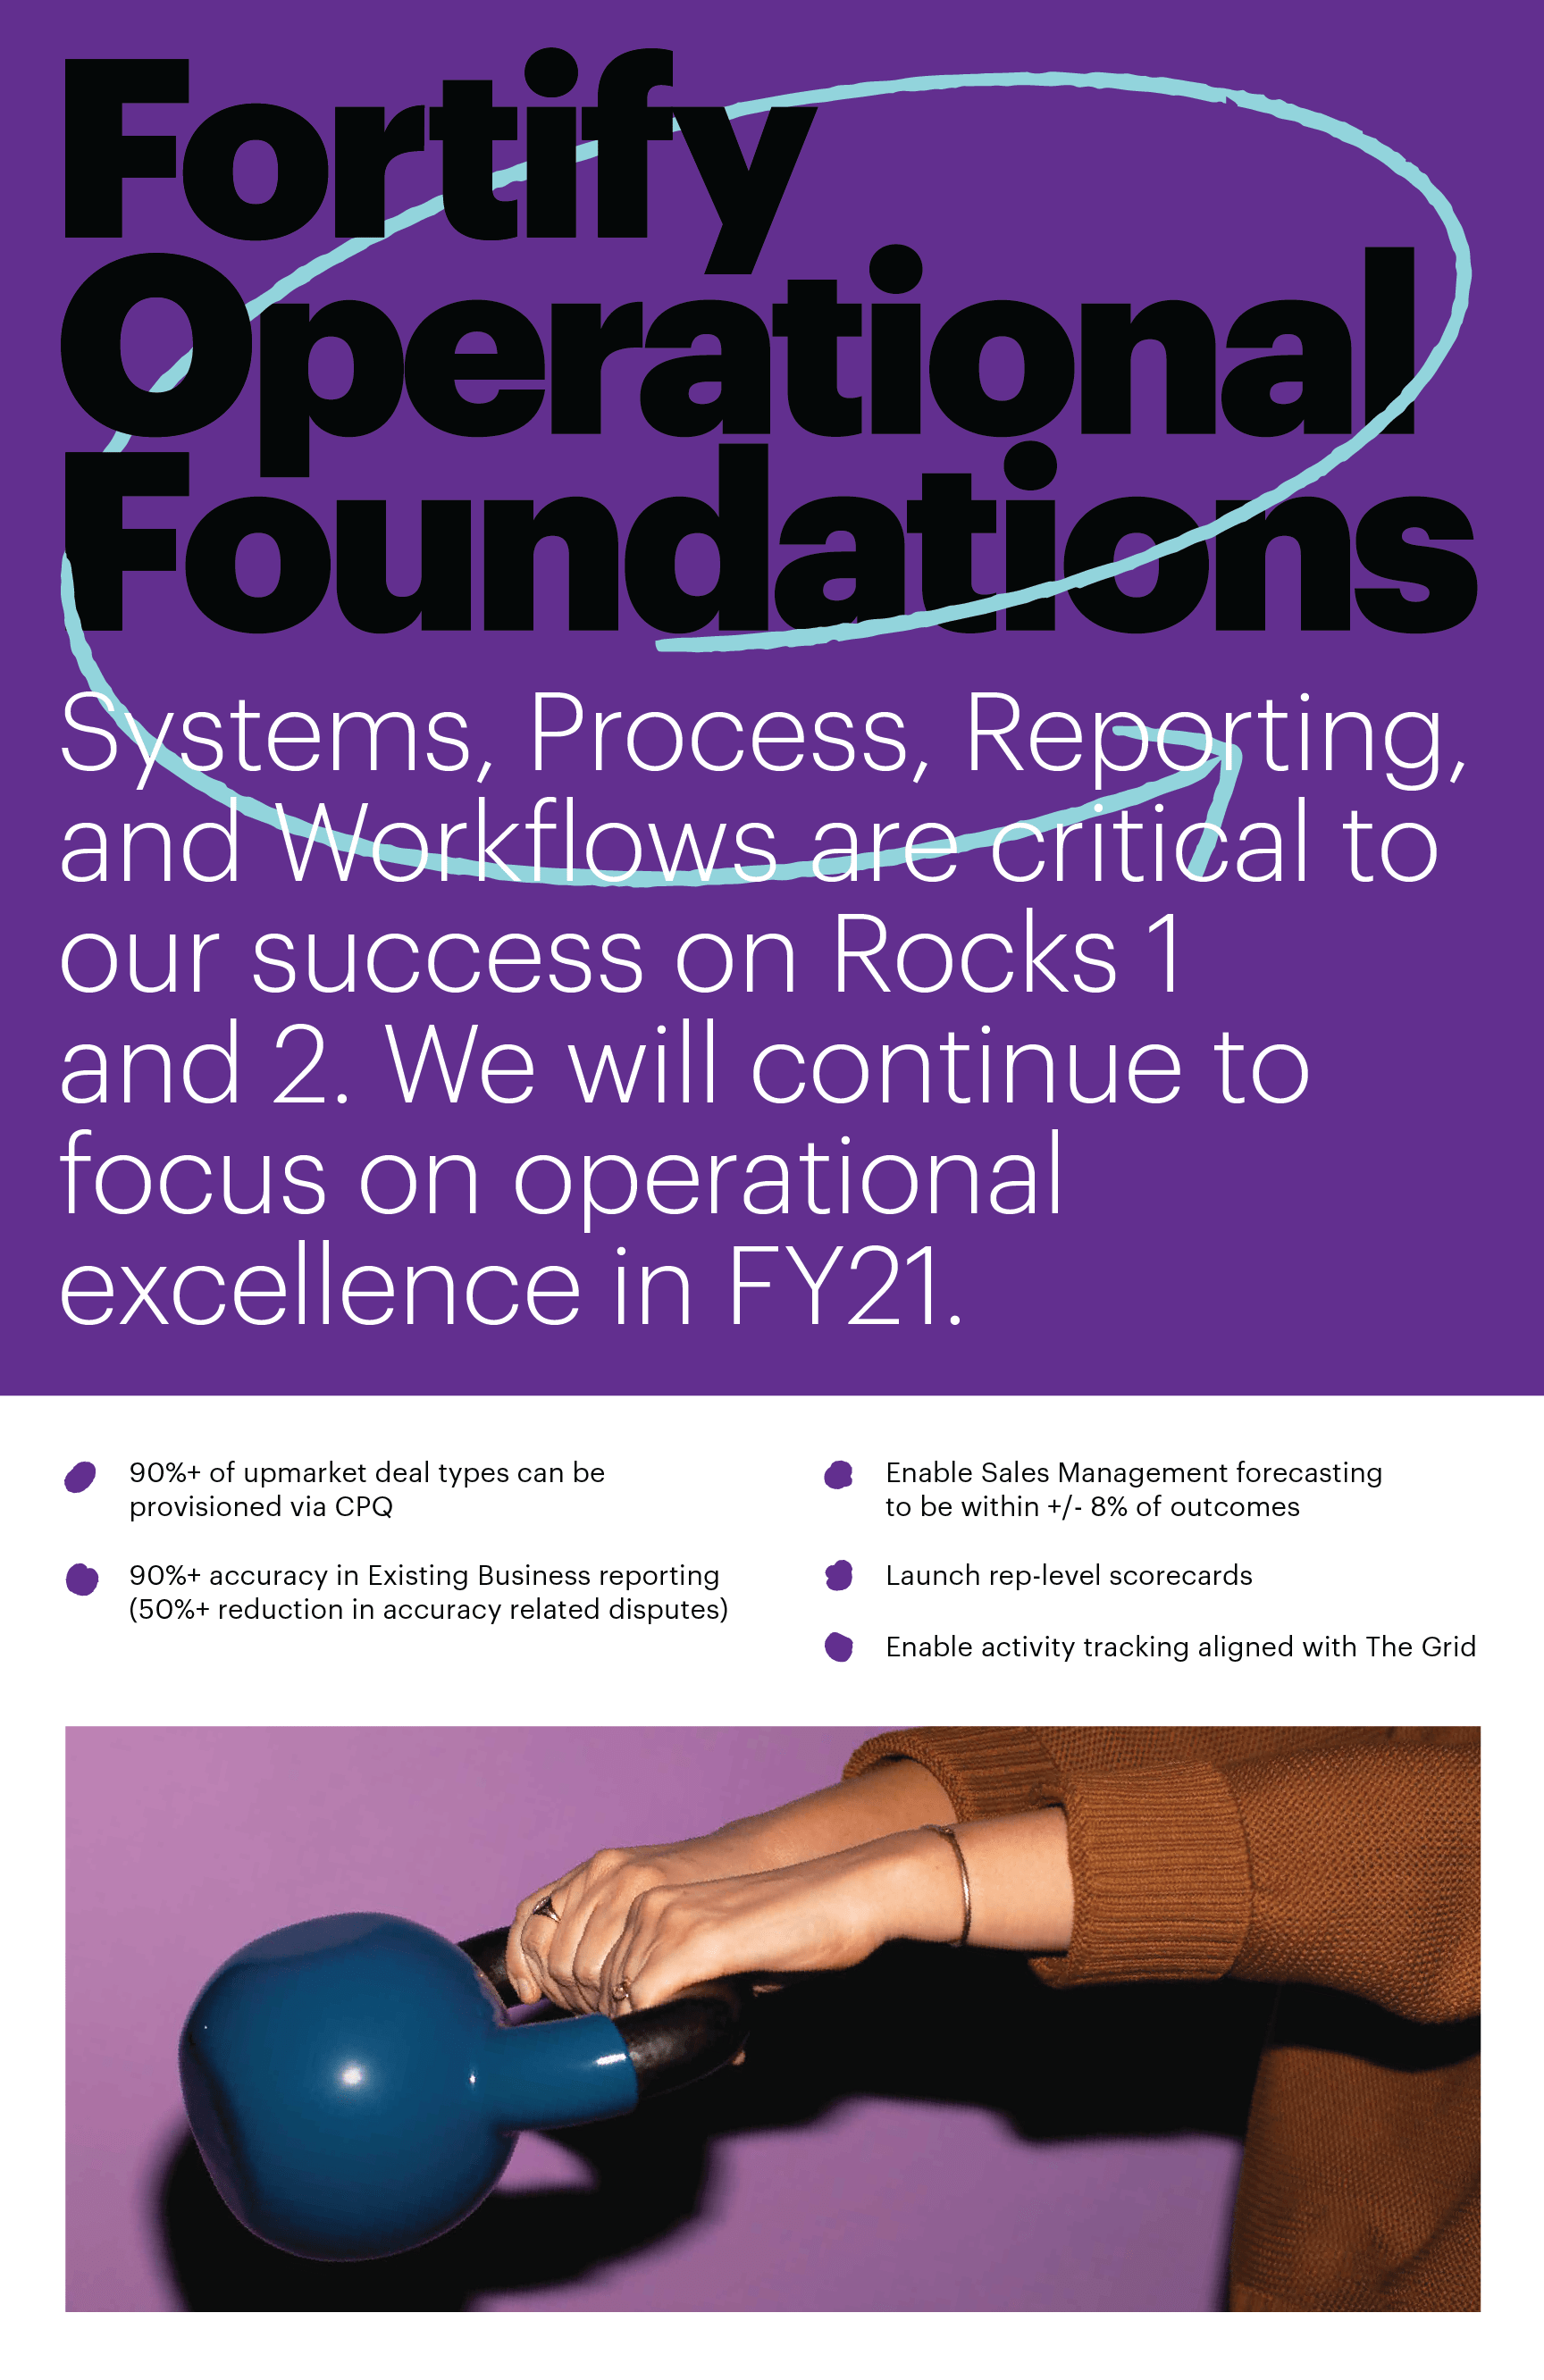 Fortify
Operational
Foundations
Systems, Process, Reporting,
and Workflows are critical to
our success on Rocks 1
and 2. We will continue to
focus on operational
excellence in FY21.
90%+ of upmarket deal types can be
provisioned via CPQ
90%+ accuracy in Existing Business reporting
(50%+ reduction in accuracy related disputes)
Enable Sales Management forecasting
to be within +/- 8% of outcomes
Launch rep-level scorecards
Enable activity tracking aligned with The Grid